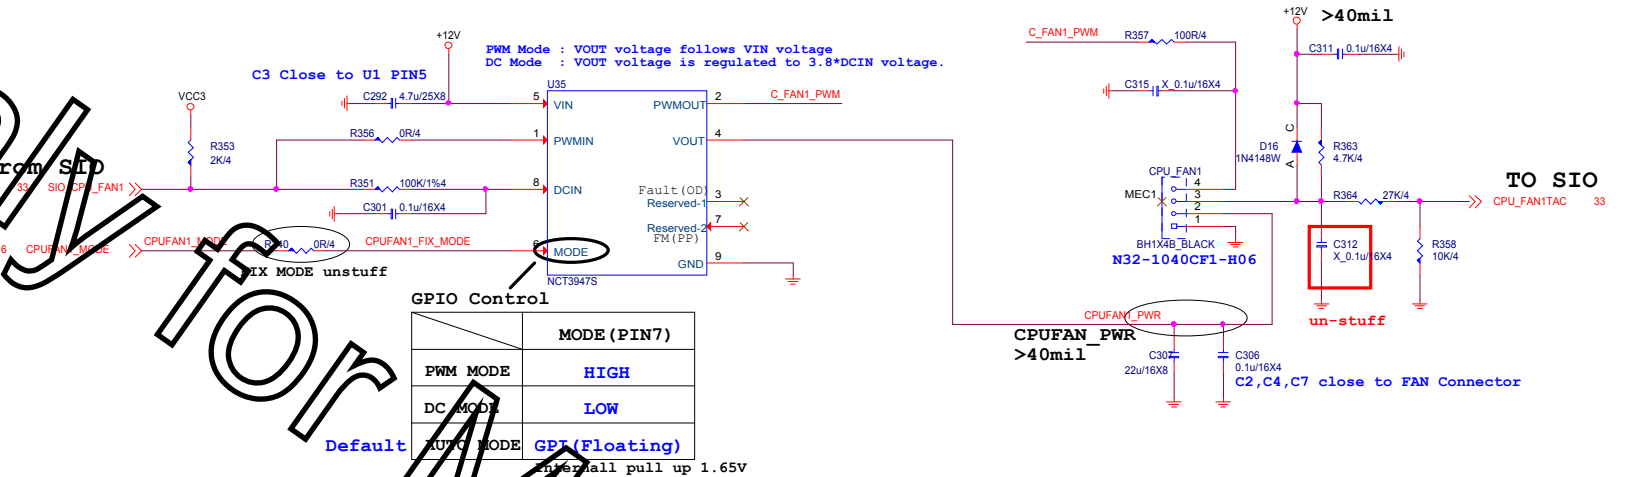 +12V
>40mil
C_FAN1_PWM
R357
100R/4
C311
0.1u/16X4
+12V
PWM Mode : VOUT voltage follows VIN voltage
DC Mode : VOUT voltage is regulated to 3.8*DCIN voltage.
C3 Close to U1 PIN5
U35
C292
4.7u/25X8
5
VIN
PWMOUT
2
C_FAN1_PWM
C315
X_0.1u/16X4
VCC3
R353
2K/4
R356
0R/4
1
PWMIN
VOUT
4
C
D16
1N4148W
A
R363
4.7K/4
From SIO
33
SIO_CPU_FAN1
R351
100K/1%4
8
DCIN
Fault(OD)
Reserved-1
3
C301
0.1u/16X4
Reserved-2
7
FM(PP)
CPU_FAN1
MEC1
4
3
2
1
BH1X4B_BLACK
N32-1040CF1-H06
R364
27K/4
TO SIO
CPU_FAN1TAC
33
C312
X_0.1u/16X4
un-stuff
R358
10K/4
6
CPUFAN1_MODE
CPUFAN1_MODE
0R/4
CPUFAN1_FIX_MODE
6
MODE
GND
9
FIX MODE unstuff
NCT3947S
GPIO Control
MODE(PIN7)
PWM MODE
HIGH
DC MODE
LOW
Default
AUTO MODE
GPI(Floating)
Internall pull up 1.65V
CPUFAN1_PWR
CPUFAN_PWR
>40mil
C307
22u/16X8
C306
0.1u/16X4
C2,C4,C7 close to FAN Connector
for